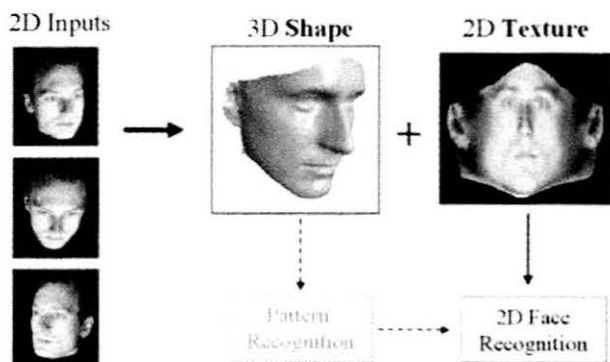 2D Inputs
3D Shape
2D Texture
+
Pattern
Recognition
2D Face
Recognition